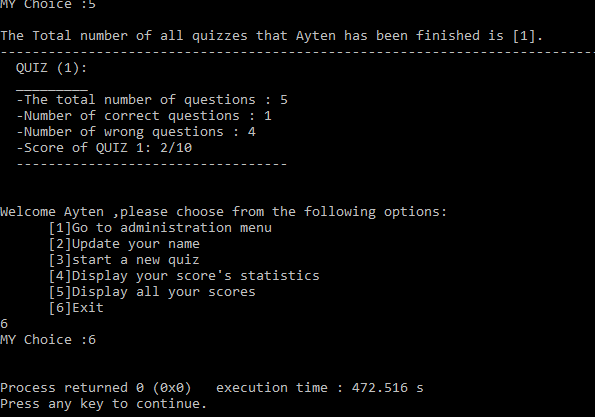 MY Choice :5
The Total number of all quizzes that Ayten has been finished is [1].
--------------------------------------------------------------------------
QUIZ (1):
_________
-The total number of questions : 5
-Number of correct questions : 1
-Number of wrong questions : 4
-Score of QUIZ 1: 2/10
----------------------------------
Welcome Ayten ,please choose from the following options:
[1]Go to administration menu
[2]Update your name
[3]start a new quiz
[4]Display your score's statistics
[5]Display all your scores
[6]Exit
6
MY Choice :6
Process returned 0 (0x0)   execution time : 472.516 s
Press any key to continue.